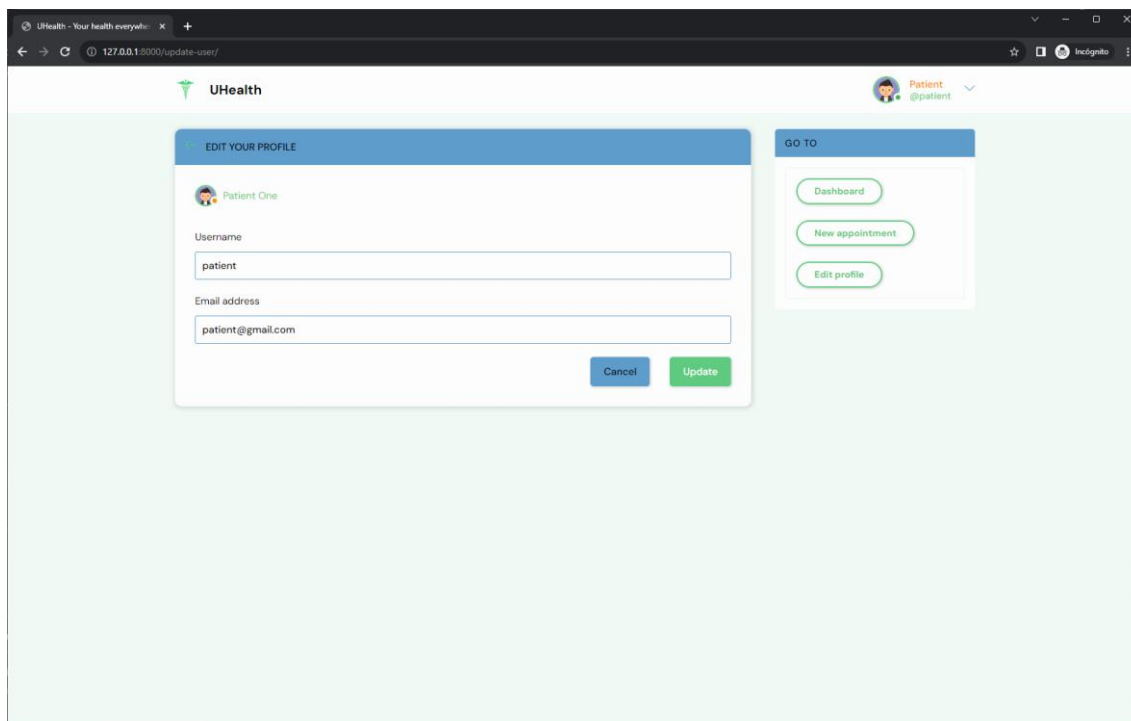 UHealth - Your health everywhe
127.0.0.1:8000/update-user/
Incógnito
UHealth
Patient
@patient
EDIT YOUR PROFILE
Patient One
Username
patient
Email address
patient@gmail.com
Cancel Update
GO TO
Dashboard
New appointment
Edit profile